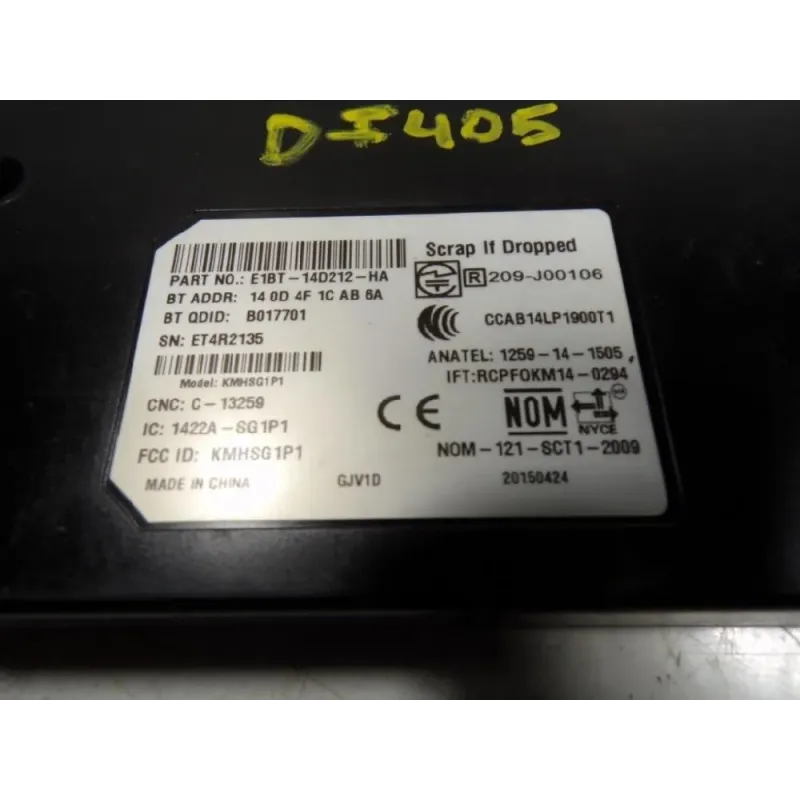 DI405
PART NO.: E1BT-14D212-HA
BT ADDR: 14 0D 4F 1C AB 6A
BT QDID: B017701
SN: ET4R2135
Model: KMHSG1P1
CNC: C-13259
IC: 1422A-SG1P1
FCC ID: KMHSG1P1
MADE IN CHINA
GJV1D
Scrap If Dropped
R 209-J00106
CCAB14LP1900T1
ANATEL: 1259-14-1505,
IFT:RCPFOKM14-0294
CE
NOM
NYCE
NOM-121-SCT1-2009
20150424